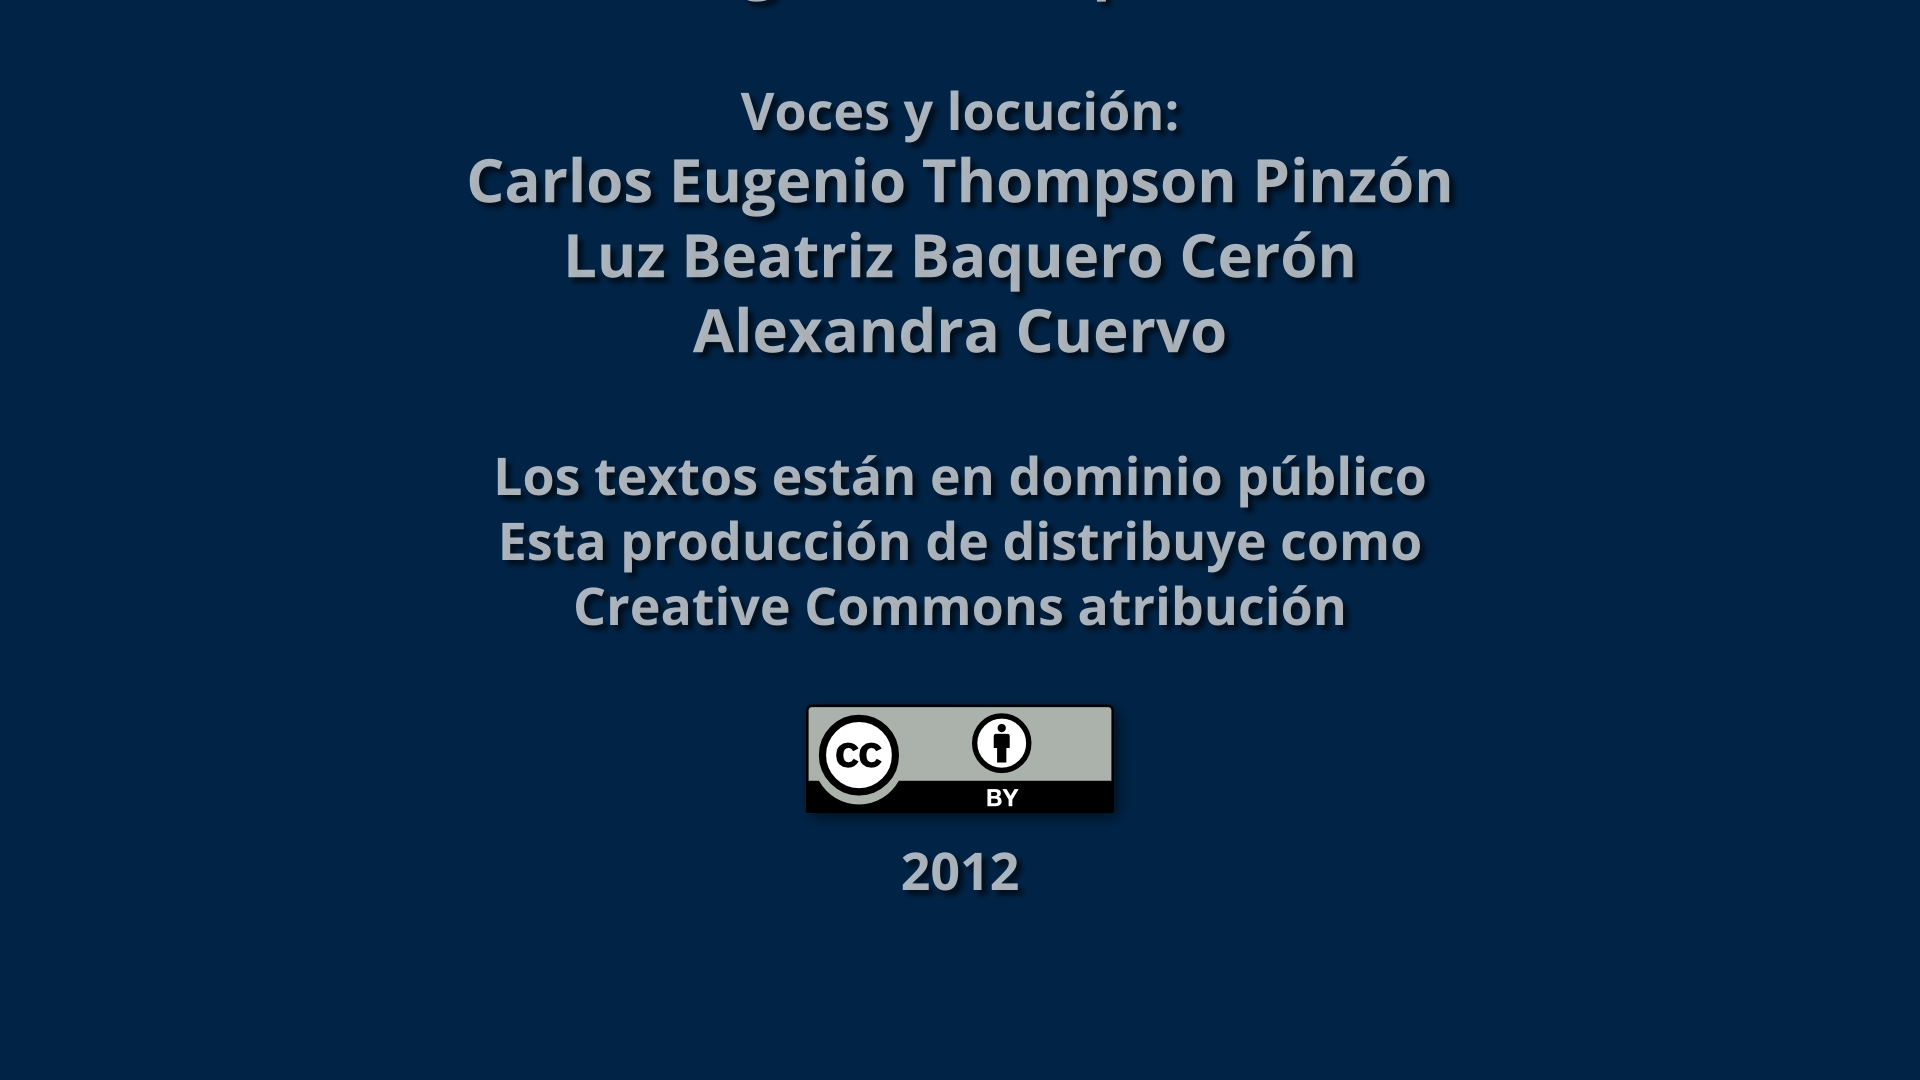 Voces y locución:
Carlos Eugenio Thompson Pinzón
Luz Beatriz Baquero Cerón
Alexandra Cuervo
Los textos están en dominio público
Esta producción de distribuye como
Creative Commons atribución
CC
BY
2012